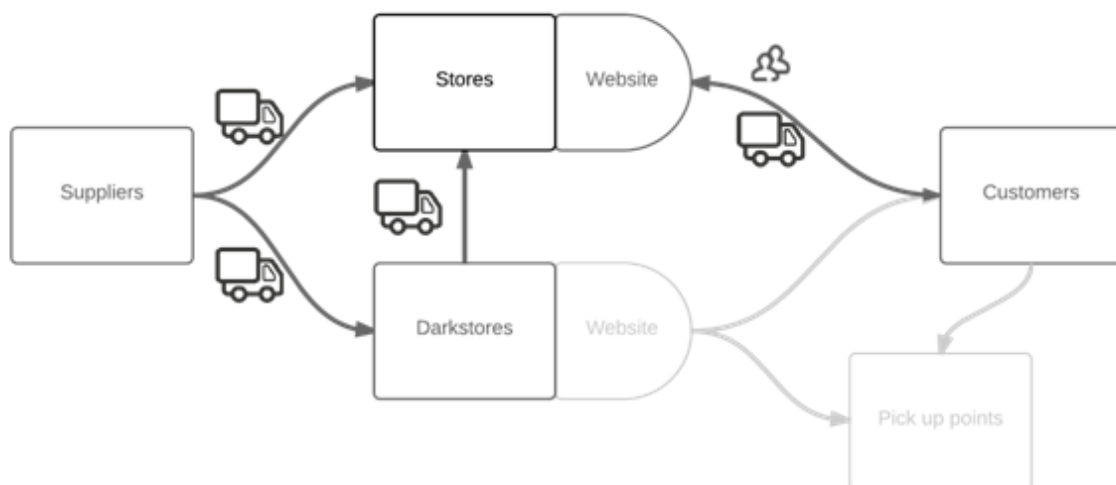 Stores
Website
Suppliers
Customers
Darkstores
Website
Pick up points